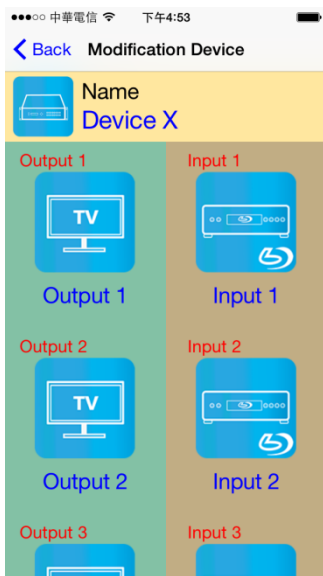 中華電信 下午4:53
Back Modification Device
Name
Device X
Output 1 Input 1
TV
Output 1 Input 1
Output 2 Input 2
TV
Output 2 Input 2
Output 3 Input 3